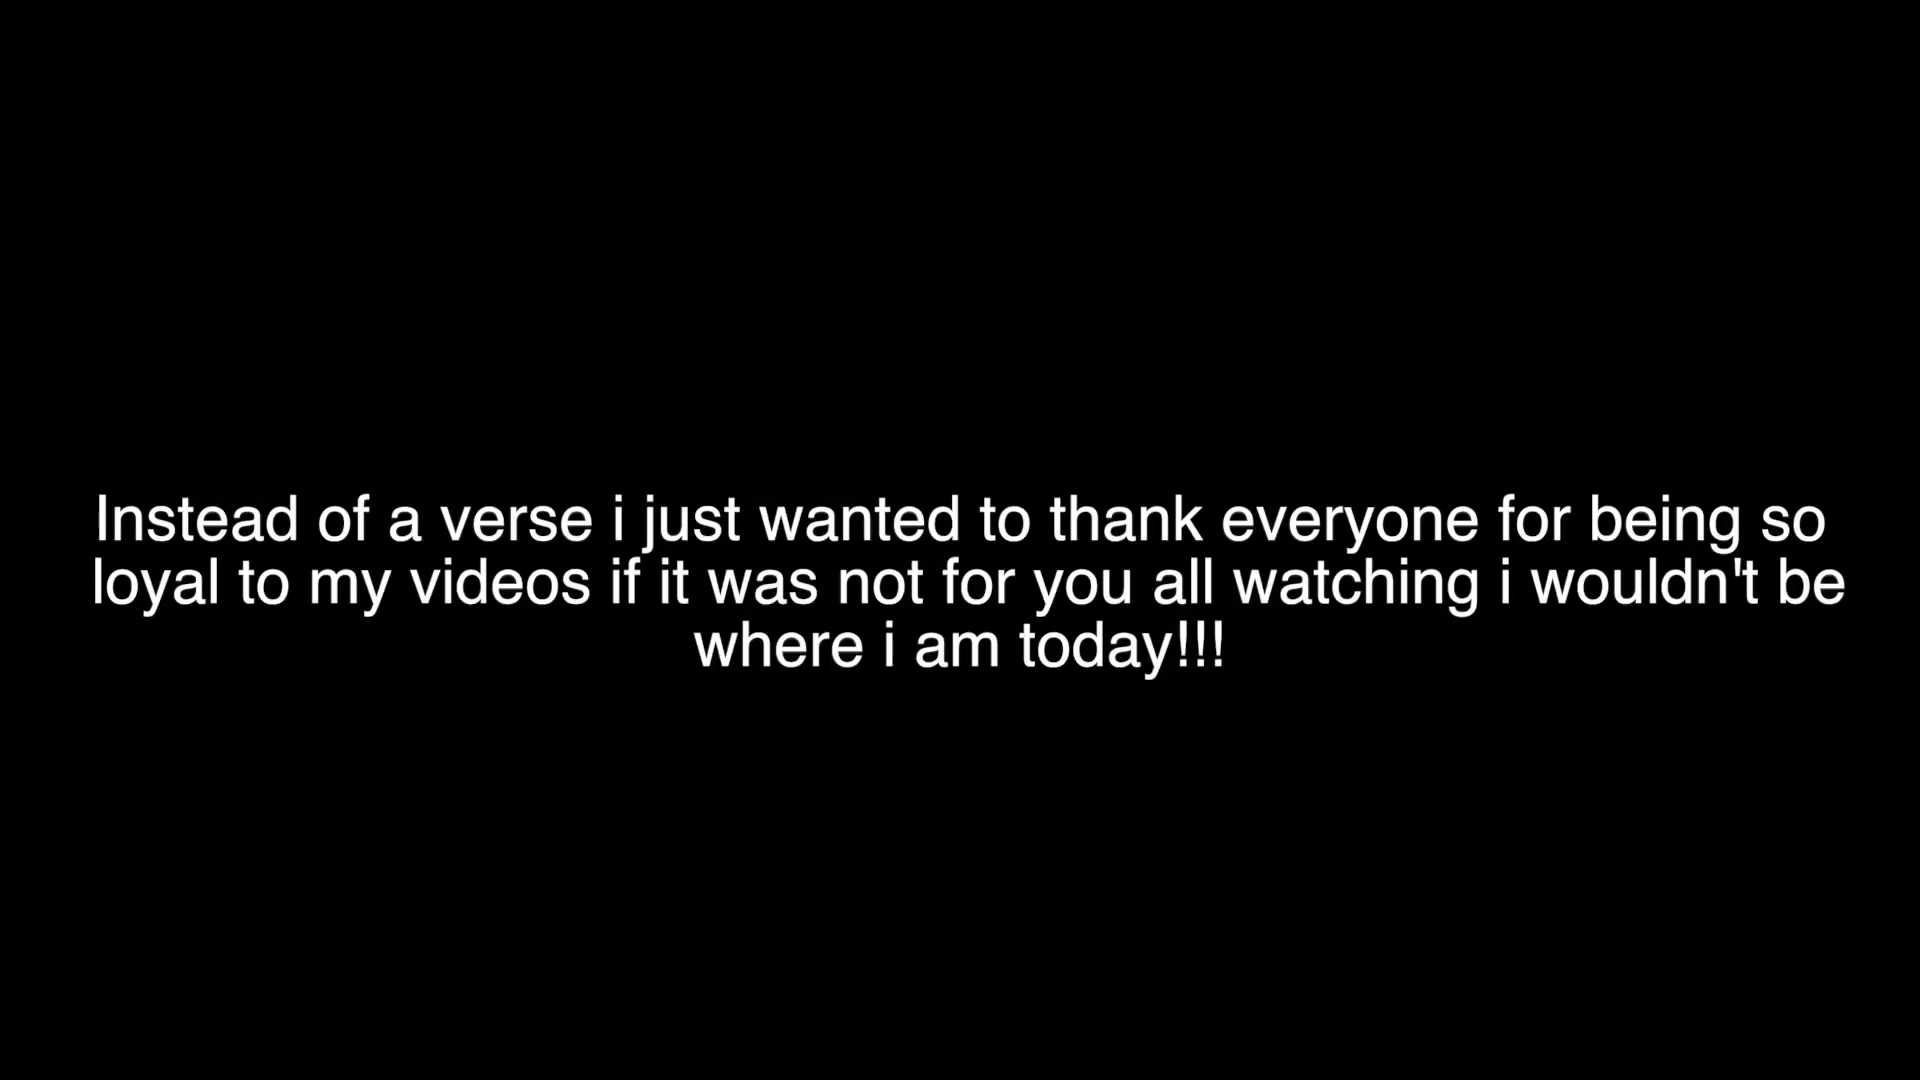 Instead of a verse i just wanted to thank everyone for being so
loyal to my videos if it was not for you all watching i wouldn't be
where i am today!!!